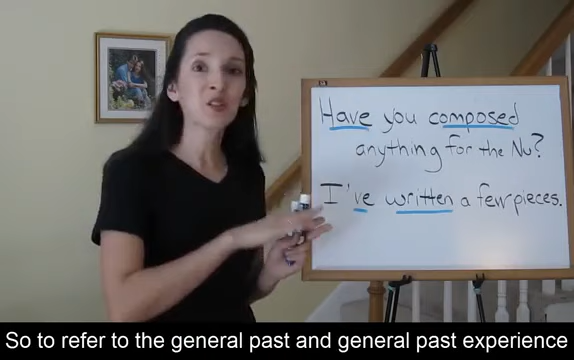 Have you composed
anything for the Nu?
I've written a few pieces.
So to refer to the general past and general past experience